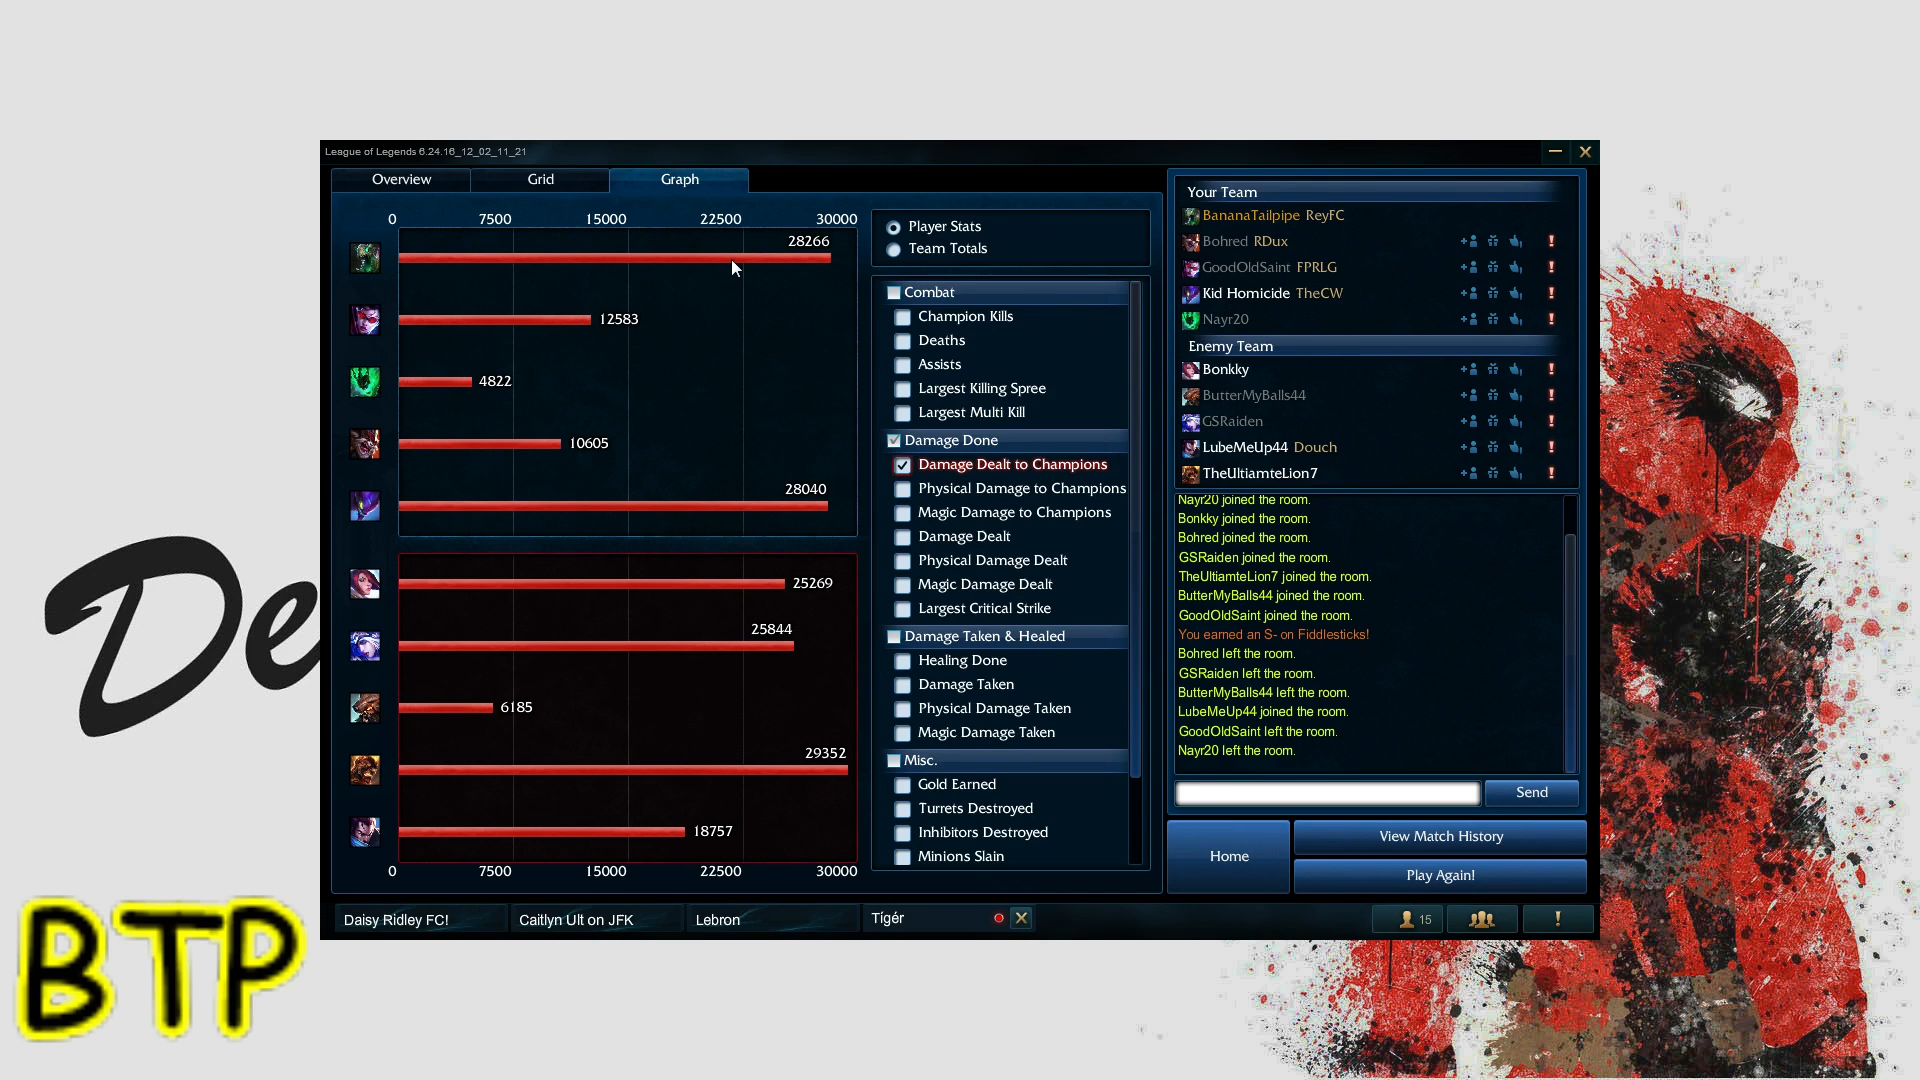 League of Legends 6.24.16_12_02_11_21
Overview
Grid
Graph
0 7500 15000 22500 30000
28266
12583
4822
10605
28040
25269
25844
6185
29352
18757
0 7500 15000 22500 30000
Player Stats
Team Totals
Combat
Champion Kills
Deaths
Assists
Largest Killing Spree
Largest Multi Kill
Damage Done
Damage Dealt to Champions
Physical Damage to Champions
Magic Damage to Champions
Damage Dealt
Physical Damage Dealt
Magic Damage Dealt
Largest Critical Strike
Damage Taken & Healed
Healing Done
Damage Taken
Physical Damage Taken
Magic Damage Taken
Misc.
Gold Earned
Turrets Destroyed
Inhibitors Destroyed
Minions Slain
Your Team
BananaTailpipe ReyFC
Bohred RDux
GoodOldSaint FPRLG
Kid Homicide TheCW
Nayr20
Enemy Team
Bonkky
ButterMyBalls44
GSRaiden
LubeMeUp44 Douch
TheUltiamteLion7
Nayr20 joined the room.
Bonkky joined the room.
Bohred joined the room.
GSRaiden joined the room.
TheUltiamteLion7 joined the room.
ButterMyBalls44 joined the room.
GoodOldSaint joined the room.
You earned an S- on Fiddlesticks!
Bohred left the room.
GSRaiden left the room.
ButterMyBalls44 left the room.
LubeMeUp44 joined the room.
GoodOldSaint left the room.
Nayr20 left the room.
Send
Home
View Match History
Play Again!
Daisy Ridley FC!
Caitlyn Ult on JFK
Lebron
Tígér
15
De
BTP